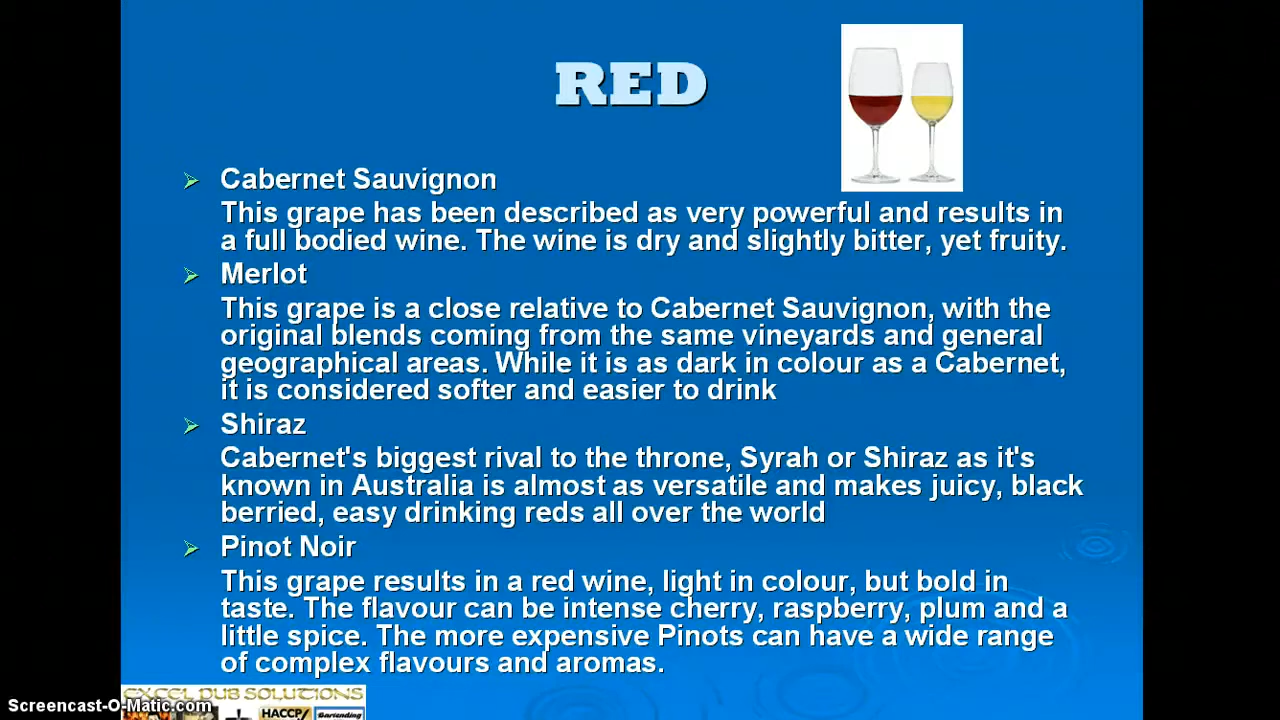 RED
Cabernet Sauvignon
This grape has been described as very powerful and results in
a full bodied wine. The wine is dry and slightly bitter, yet fruity.
Merlot
This grape is a close relative to Cabernet Sauvignon, with the
original blends coming from the same vineyards and general
geographical areas. While it is as dark in colour as a Cabernet,
it is considered softer and easier to drink
Shiraz
Cabernet's biggest rival to the throne, Syrah or Shiraz as it's
known in Australia is almost as versatile and makes juicy, black
berried, easy drinking reds all over the world
Pinot Noir
This grape results in a red wine, light in colour, but bold in
taste. The flavour can be intense cherry, raspberry, plum and a
little spice. The more expensive Pinots can have a wide range
of complex flavours and aromas.
EXCEL PUB SOLUTIONS
Screencast-O-Matic.com
HACCP/ Bartending